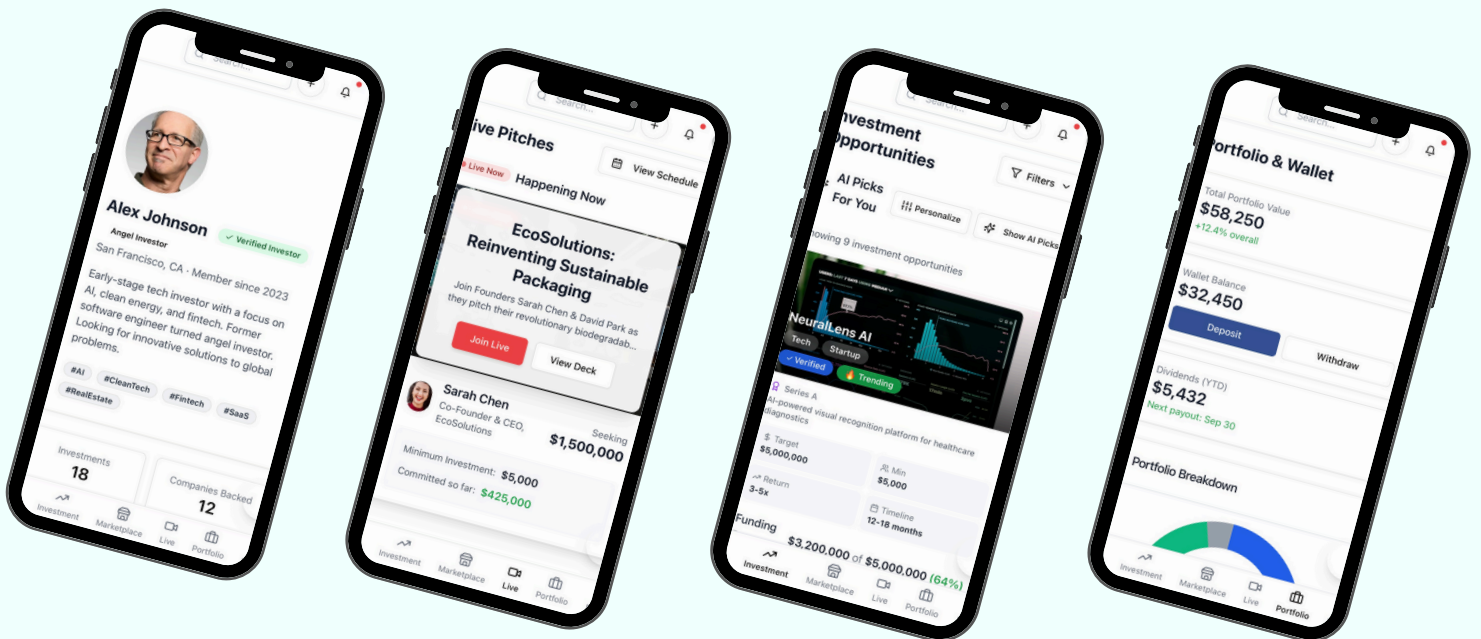 Search...
Alex Johnson
✓ Verified Investor
Angel Investor
San Francisco, CA · Member since 2023
Early-stage tech investor with a focus on
AI, clean energy, and fintech. Former
software engineer turned angel investor.
Looking for innovative solutions to global
problems.
#AI #CleanTech #Fintech #SaaS
#RealEstate
Investments
18
Companies Backed
12
Investment
Marketplace
Live
Portfolio
Search...
ive Pitches
View Schedule
Live Now
Happening Now
EcoSolutions:
Reinventing Sustainable
Packaging
Join Founders Sarah Chen & David Park as
they pitch their revolutionary biodegradab...
Join Live
View Deck
Sarah Chen
Co-Founder & CEO,
EcoSolutions
Seeking
$1,500,000
Minimum Investment: $5,000
Committed so far: $425,000
Investment
Marketplace
Live
Portfolio
Search...
nvestment
Opportunities
Filters
AI Picks
For You
Personalize
Show AI Picks
howing 9 investment opportunities
NeuralLens AI
Tech
Startup
✓ Verified
🔥 Trending
Series A
AI-powered visual recognition platform for healthcare
diagnostics
$ Target
$5,000,000
Min
$5,000
Return
3-5x
Timeline
12-18 months
Funding
$3,200,000 of $5,000,000 (64%)
Investment
Marketplace
Live
Portfolio
Search...
Portfolio & Wallet
Total Portfolio Value
$58,250
+12.4% overall
Wallet Balance
$32,450
Deposit
Withdraw
Dividends (YTD)
$5,432
Next payout: Sep 30
Portfolio Breakdown
Investment
Marketplace
Live
Portfolio